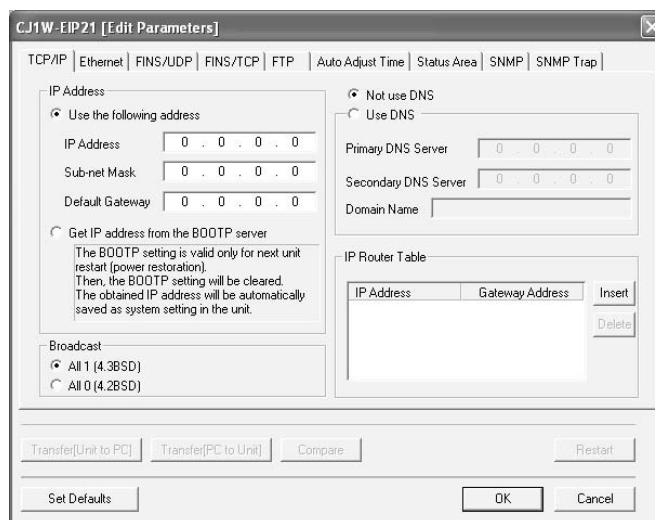 CJ1W-EIP21 [Edit Parameters]
TCP/IP Ethernet FINS/UDP FINS/TCP FTP Auto Adjust Time Status Area SNMP SNMP Trap
IP Address
Use the following address
IP Address 0 . 0 . 0 . 0
Sub-net Mask 0 . 0 . 0 . 0
Default Gateway 0 . 0 . 0 . 0
Get IP address from the BOOTP server
The BOOTP setting is valid only for next unit
restart (power restoration).
Then, the BOOTP setting will be cleared.
The obtained IP address will be automatically
saved as system setting in the unit.
Broadcast
All 1 (4.3BSD)
All 0 (4.2BSD)
Not use DNS
Use DNS
Primary DNS Server 0 . 0 . 0 . 0
Secondary DNS Server 0 . 0 . 0 . 0
Domain Name
IP Router Table
IP Address Gateway Address
Insert
Delete
Transfer[Unit to PC] Transfer[PC to Unit] Compare Restart
Set Defaults OK Cancel